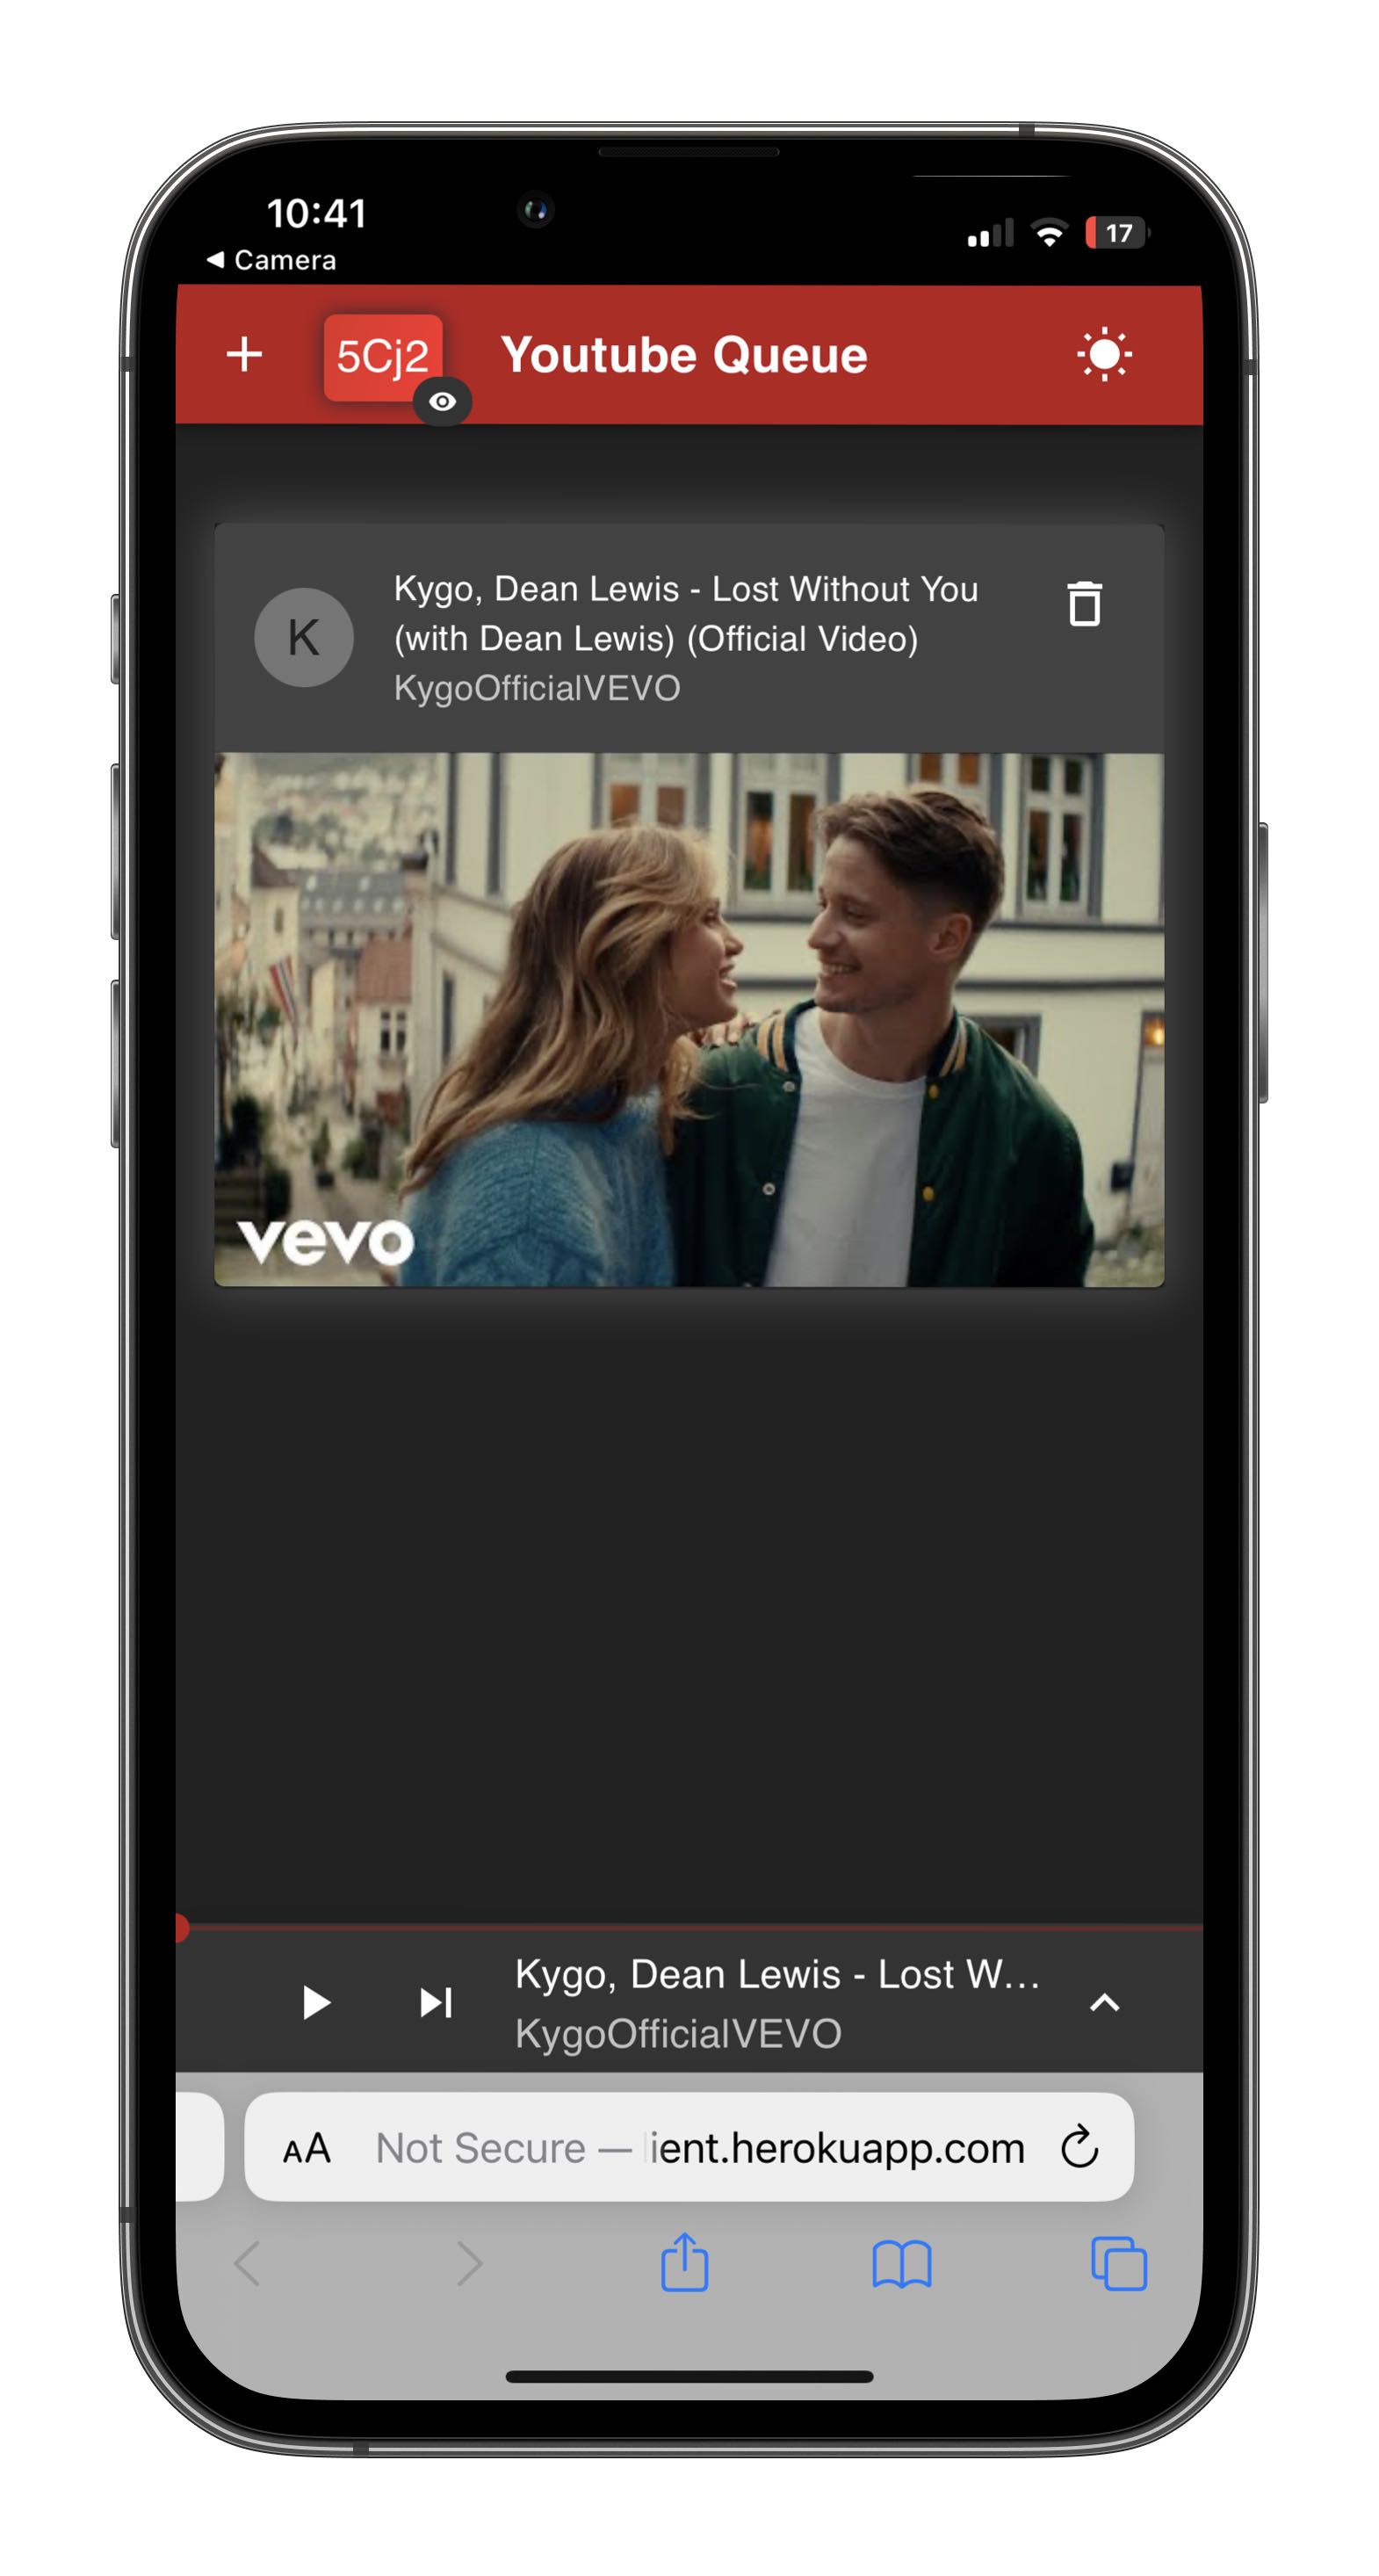 10:41
Camera
17
5Cj2
Youtube Queue
K
Kygo, Dean Lewis - Lost Without You
(with Dean Lewis) (Official Video)
KygoOfficialVEVO
vevo
Kygo, Dean Lewis - Lost W...
KygoOfficialVEVO
AA Not Secure — ient.herokuapp.com